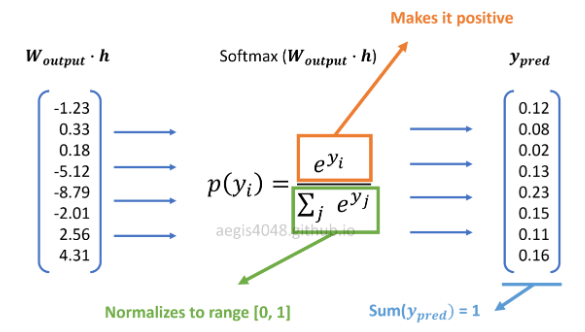 Makes it positive
W_output · h
Softmax (W_output · h)
y_pred
-1.23
0.33
0.18
-5.12
-8.79
-2.01
2.56
4.31
p(y_i) = e^{y_i} / ∑_j e^{y_j}
aegis4048.github.io
0.12
0.08
0.02
0.13
0.23
0.15
0.11
0.16
Normalizes to range [0, 1]
Sum(y_pred) = 1